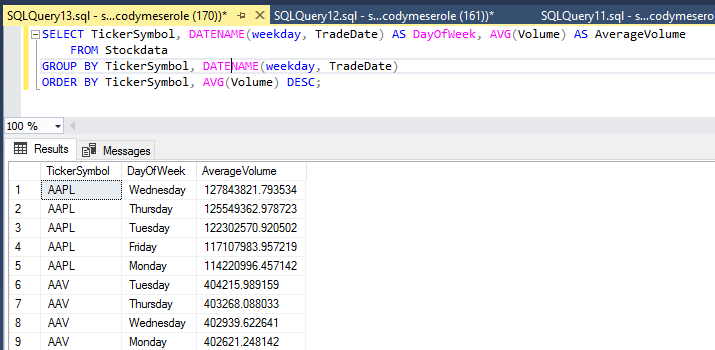 SQLQuery13.sql - s...codymeserole (170))* SQLQuery12.sql - s...codymeserole (161))* SQLQuery11.sql - s...codymeserole
SELECT TickerSymbol, DATENAME(weekday, TradeDate) AS DayOfWeek, AVG(Volume) AS AverageVolume
FROM Stockdata
GROUP BY TickerSymbol, DATENAME(weekday, TradeDate)
ORDER BY TickerSymbol, AVG(Volume) DESC;
100 %
Results Messages
TickerSymbol DayOfWeek AverageVolume
1 AAPL Wednesday 127843821.793534
2 AAPL Thursday 125549362.978723
3 AAPL Tuesday 122302570.920502
4 AAPL Friday 117107983.957219
5 AAPL Monday 114220996.457142
6 AAV Tuesday 404215.989159
7 AAV Thursday 403268.088033
8 AAV Wednesday 402939.622641
9 AAV Monday 402621.248142